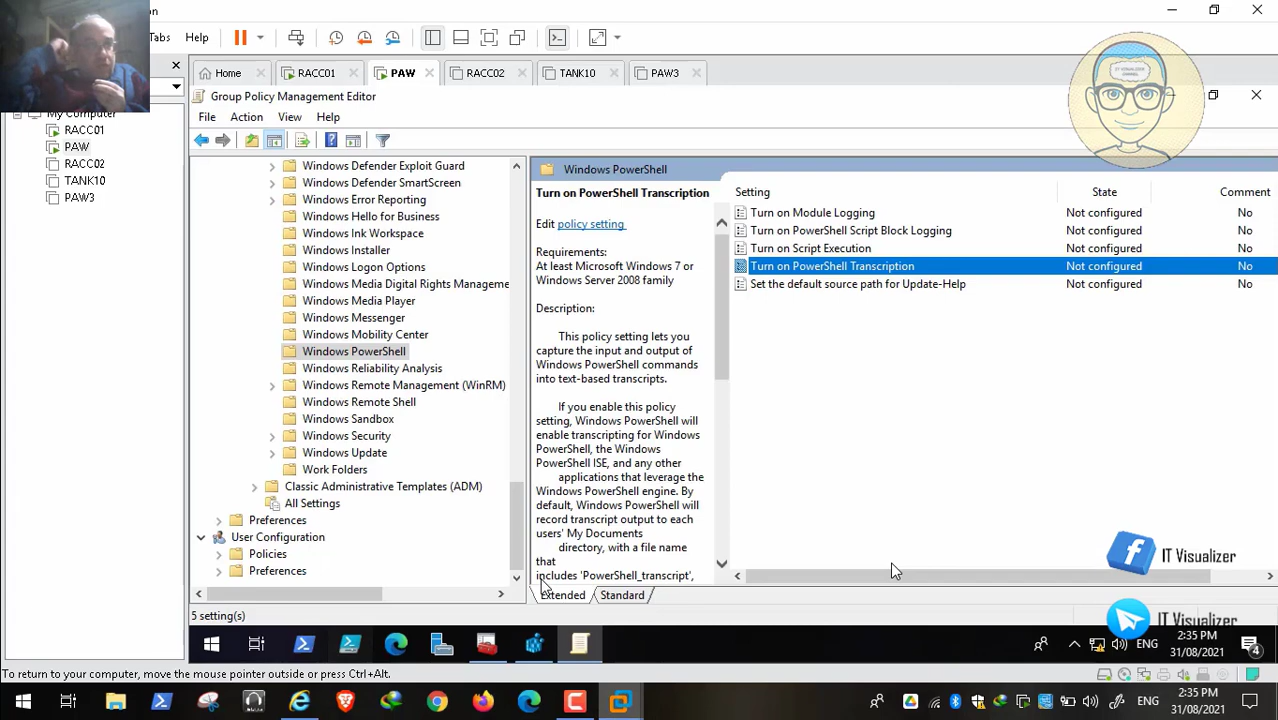 on
Tabs
Help
My Computer
RACC01
PAW
RACC02
TANK10
PAW3
Home
RACC01
PAW
RACC02
TANK10
PAW3
IT VISUALIZER
CHANNEL
Group Policy Management Editor
File
Action
View
Help
Windows Defender Exploit Guard
Windows Defender SmartScreen
Windows Error Reporting
Windows Hello for Business
Windows Ink Workspace
Windows Installer
Windows Logon Options
Windows Media Digital Rights Manageme
Windows Media Player
Windows Messenger
Windows Mobility Center
Windows PowerShell
Windows Reliability Analysis
Windows Remote Management (WinRM)
Windows Remote Shell
Windows Sandbox
Windows Security
Windows Update
Work Folders
Classic Administrative Templates (ADM)
All Settings
Preferences
User Configuration
Policies
Preferences
Windows PowerShell
Turn on PowerShell Transcription
Edit policy setting
Requirements:
At least Microsoft Windows 7 or
Windows Server 2008 family
Description:
This policy setting lets you
capture the input and output of
Windows PowerShell commands
into text-based transcripts.
If you enable this policy
setting, Windows PowerShell will
enable transcripting for Windows
PowerShell, the Windows
PowerShell ISE, and any other
applications that leverage the
Windows PowerShell engine. By
default, Windows PowerShell will
record transcript output to each
users' My Documents
directory, with a file name
that
includes 'PowerShell_transcript',
Extended
Standard
Setting State Comment
Turn on Module Logging Not configured No
Turn on PowerShell Script Block Logging Not configured No
Turn on Script Execution Not configured No
Turn on PowerShell Transcription Not configured No
Set the default source path for Update-Help Not configured No
IT Visualizer
IT Visualizer
5 setting(s)
ENG
2:35 PM
31/08/2021
4
To return to your computer, move the mouse pointer outside or press Ctrl+Alt.
ENG
2:35 PM
31/08/2021